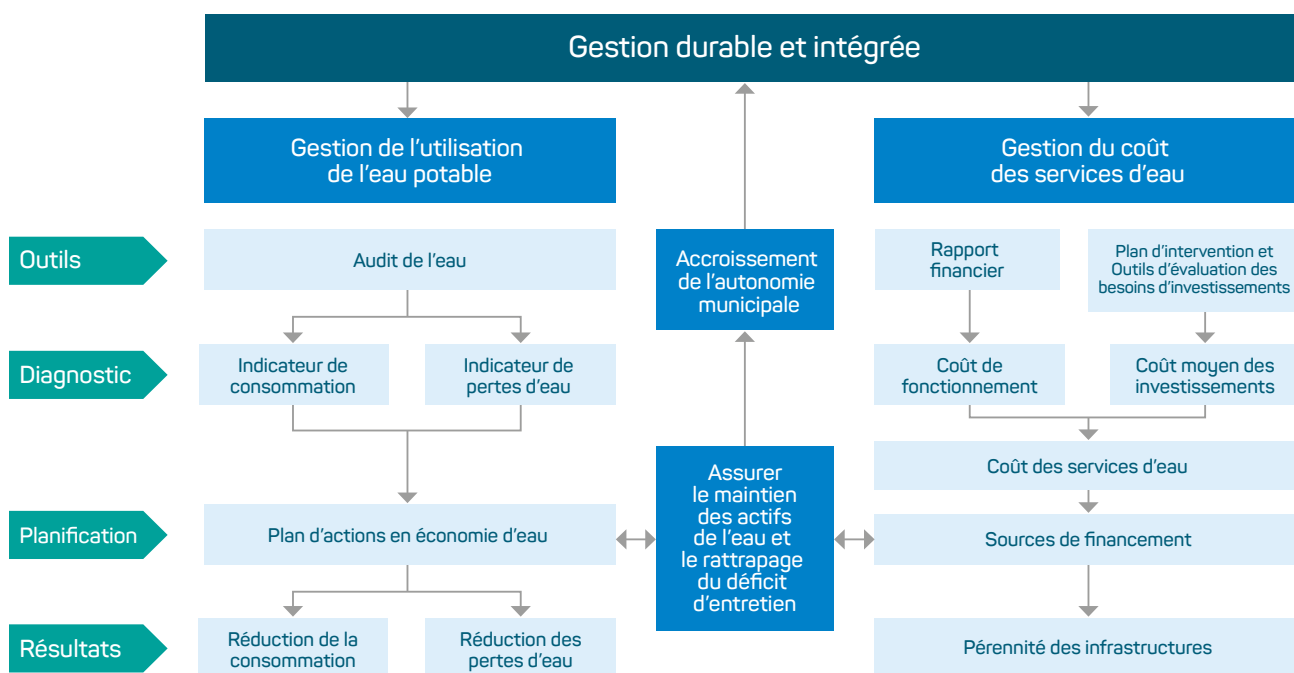 Gestion durable et intégrée
Gestion de l'utilisation
de l'eau potable
Gestion du coût
des services d'eau
Outils
Audit de l'eau
Accroissement
de l'autonomie
municipale
Rapport
financier
Plan d'intervention et
Outils d'évaluation des
besoins d'investissements
Diagnostic
Indicateur de
consommation
Indicateur de
pertes d'eau
Coût de
fonctionnement
Coût moyen des
investissements
Assurer
le maintien
des actifs
de l'eau et
le rattrapage
du déficit
d'entretien
Coût des services d'eau
Planification
Plan d'actions en économie d'eau
Sources de financement
Résultats
Réduction de la
consommation
Réduction des
pertes d'eau
Pérennité des infrastructures